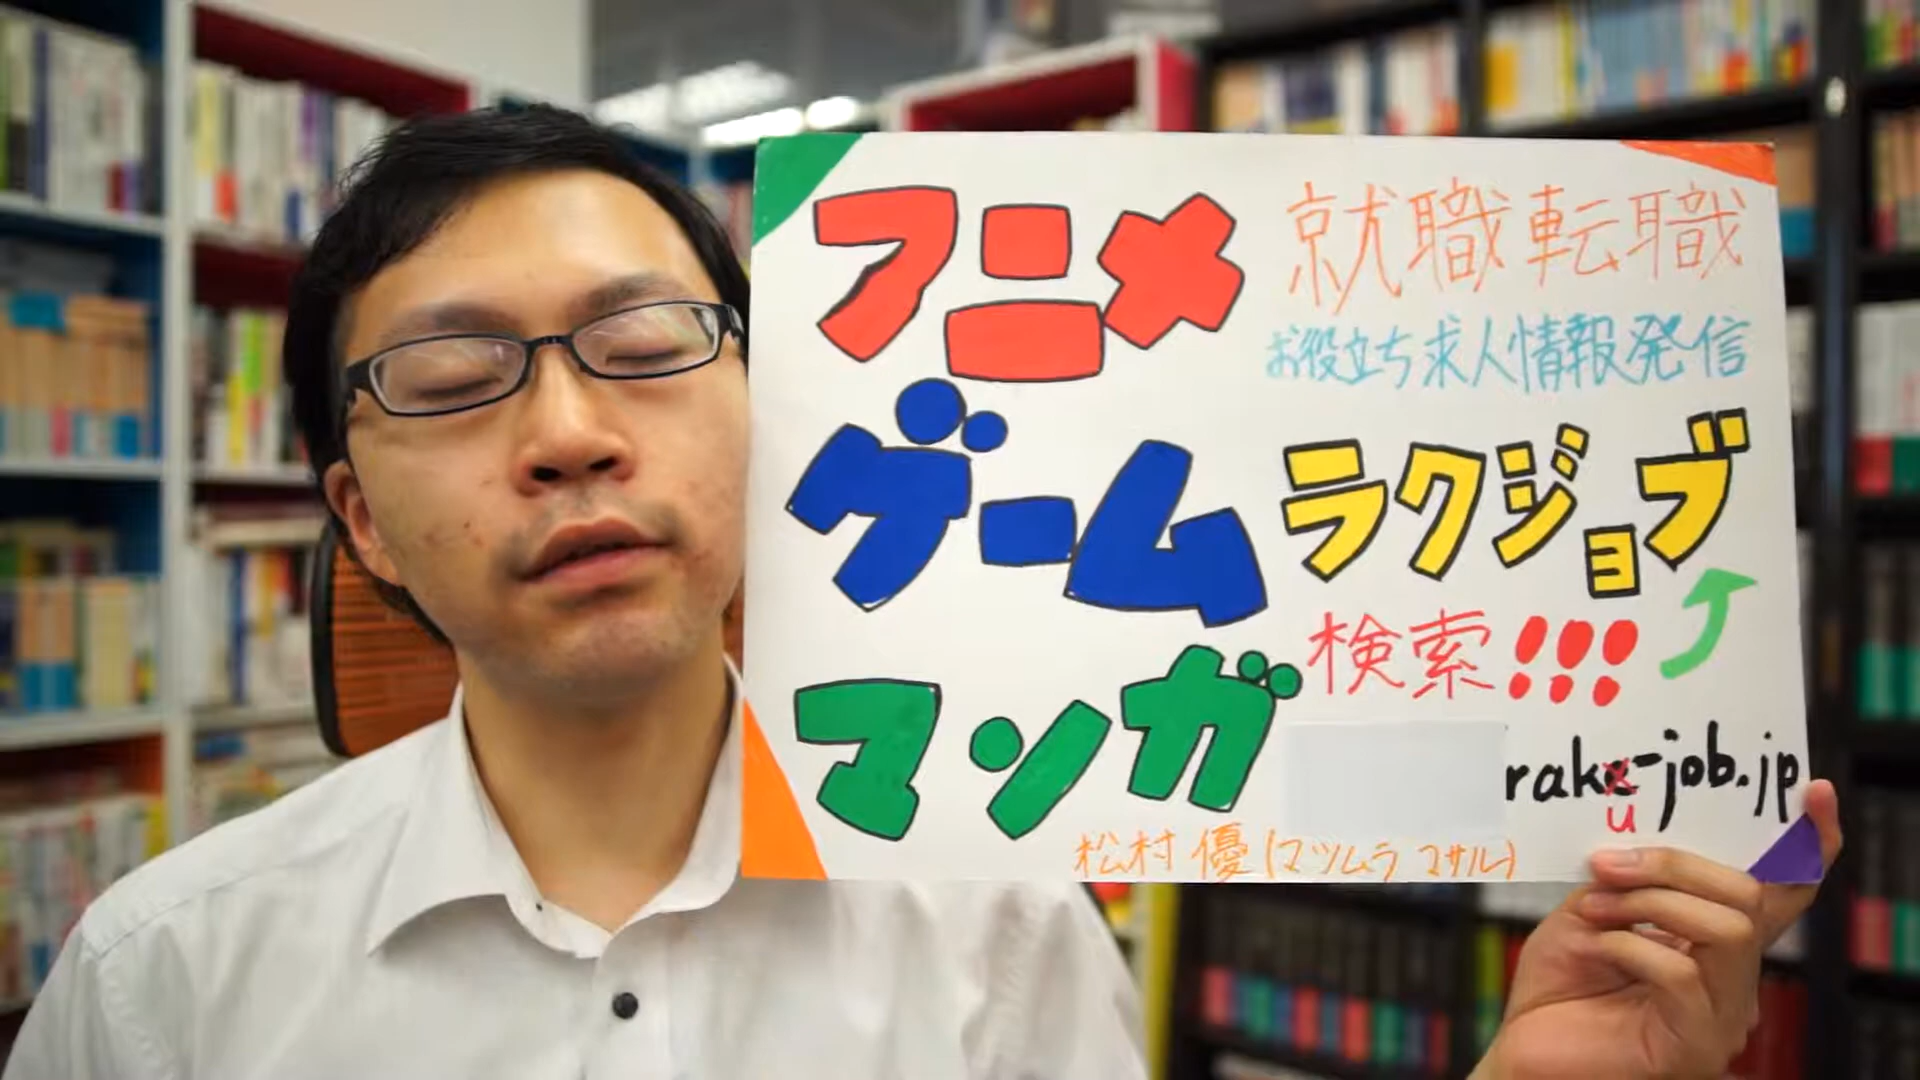 アニメ
ゲーム
マンガ
就職転職
お役立ち求人情報発信
ラクジョブ
検索!!!
raku-job.jp
松村 優(マツムラ マサル)